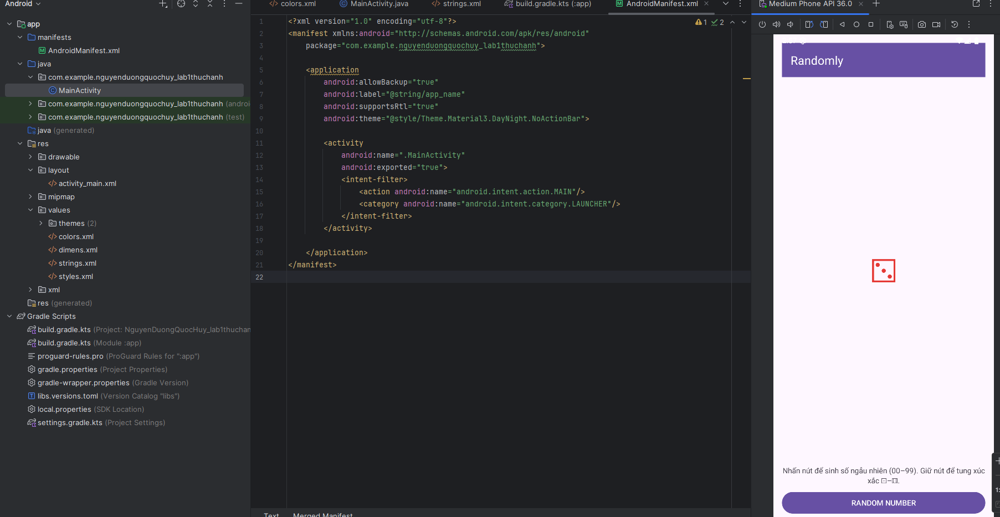 Android
app
manifests
AndroidManifest.xml
java
com.example.nguyenduongquochuy_lab1thuchanh
MainActivity
com.example.nguyenduongquochuy_lab1thuchanh (androi
com.example.nguyenduongquochuy_lab1thuchanh (test)
java (generated)
res
drawable
layout
activity_main.xml
mipmap
values
themes (2)
colors.xml
dimens.xml
strings.xml
styles.xml
xml
res (generated)
Gradle Scripts
build.gradle.kts (Project: NguyenDuongQuocHuy_lab1thuchan
build.gradle.kts (Module :app)
proguard-rules.pro (ProGuard Rules for ":app")
gradle.properties (Project Properties)
gradle-wrapper.properties (Gradle Version)
libs.versions.toml (Version Catalog "libs")
local.properties (SDK Location)
settings.gradle.kts (Project Settings)
colors.xml MainActivity.java strings.xml build.gradle.kts (:app) AndroidManifest.xml
1 2
1 <?xml version="1.0" encoding="utf-8"?>
2 <manifest xmlns:android="http://schemas.android.com/apk/res/android"
3 package="com.example.nguyenduongquochuy_lab1thuchanh">
4
5 <application
6 android:allowBackup="true"
7 android:label="@string/app_name"
8 android:supportsRtl="true"
9 android:theme="@style/Theme.Material3.DayNight.NoActionBar">
10
11 <activity
12 android:name=".MainActivity"
13 android:exported="true">
14 <intent-filter>
15 <action android:name="android.intent.action.MAIN"/>
16 <category android:name="android.intent.category.LAUNCHER"/>
17 </intent-filter>
18 </activity>
19
20 </application>
21 </manifest>
22
Text Merged Manifest
Medium Phone API 36.0
Randomly
Nhấn nút để sinh số ngẫu nhiên (00–99). Giữ nút để tung xúc
xắc ⚀–⚅.
RANDOM NUMBER
1: